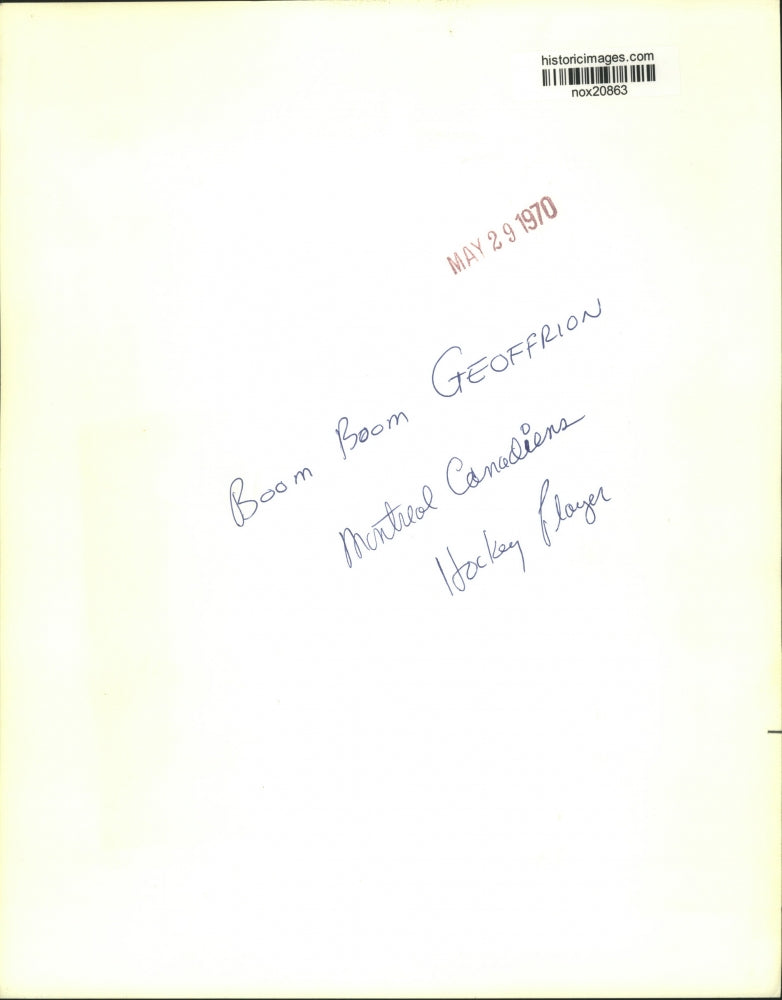 historicimages.com
nox20863
MAY 29 1970
Boom Boom GEOFFRION
Montreal Canadiens
Hockey Player